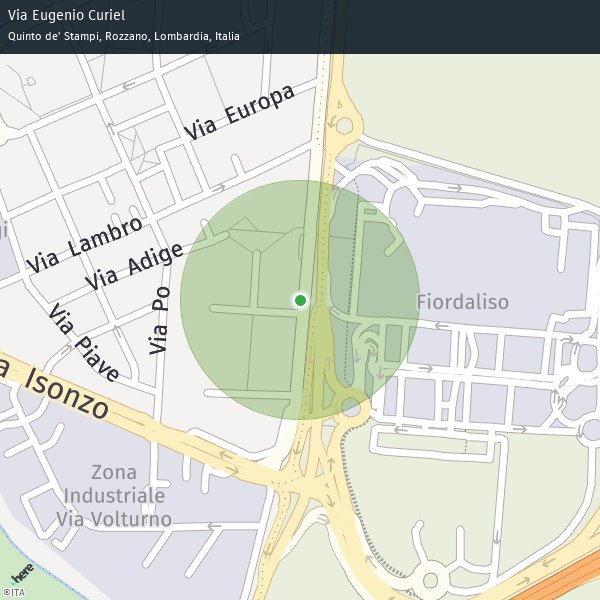 Via Eugenio Curiel
Quinto de' Stampi, Rozzano, Lombardia, Italia
Via Europa
Via Lambro
Via Adige
Fiordaliso
Via Po
Via Piave
a Isonzo
Zona
Industriale
Via Volturno
here
©ITA